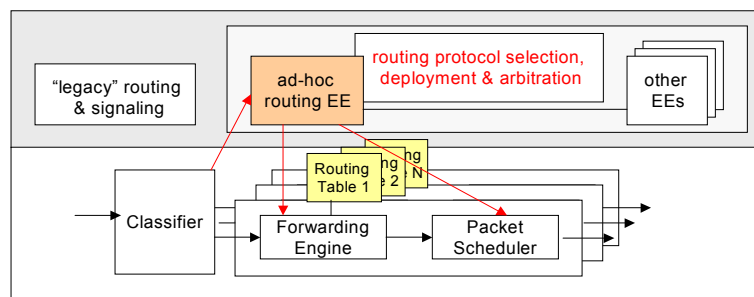 “legacy” routing
& signaling
ad-hoc
routing EE
routing protocol selection,
deployment & arbitration
other
EEs
Routing
Table 1
2
N
Classifier
Forwarding
Engine
Packet
Scheduler